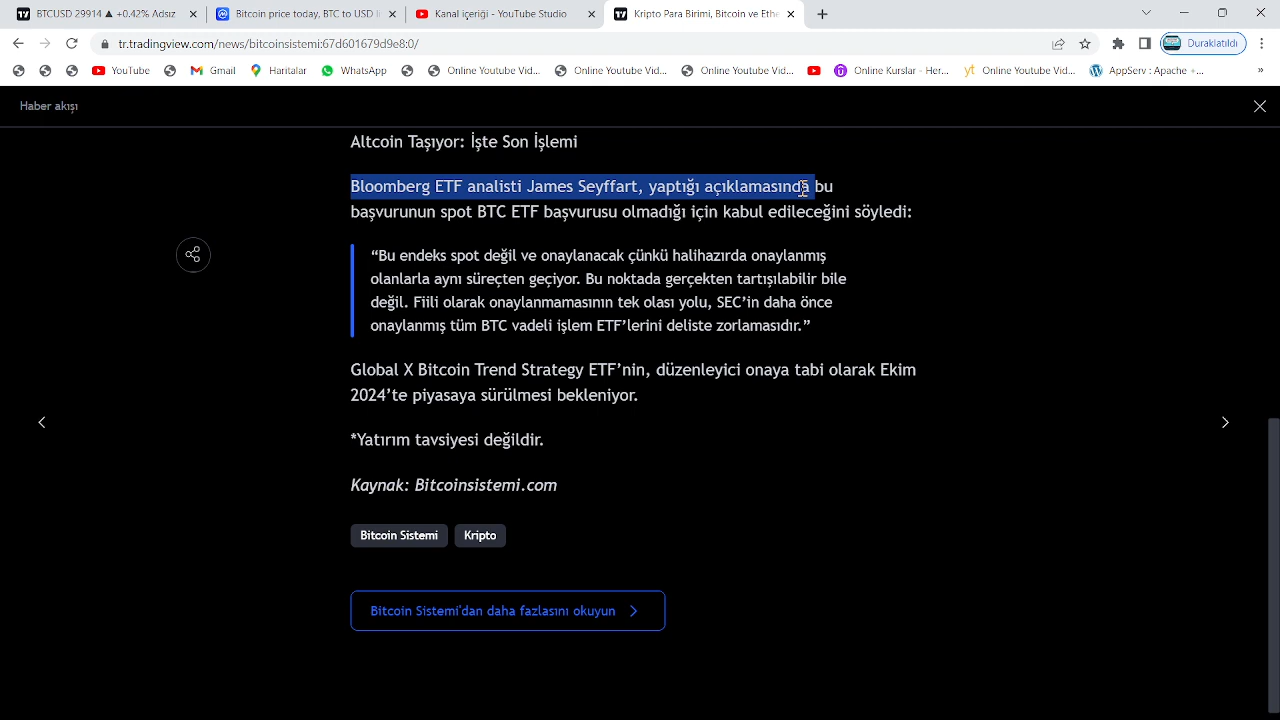 BTCUSD 29914 ▲ +0.42% Adsız
Bitcoin price today, BTC to USD li
Kanal içeriği - YouTube Studio
Kripto Para Birimi, Bitcoin ve Ethe
tr.tradingview.com/news/bitcoinsistemi:67d601679d9e8:0/
Duraklatıldı
YouTube
Gmail
Haritalar
WhatsApp
Online Youtube Vid...
Online Youtube Vid...
Online Youtube Vid...
Online Kurslar - Her...
Online Youtube Vid...
AppServ : Apache +...
Haber akışı
Altcoin Taşıyor: İşte Son İşlemi
Bloomberg ETF analisti James Seyffart, yaptığı açıklamasında bu
başvurunun spot BTC ETF başvurusu olmadığı için kabul edileceğini söyledi:
“Bu endeks spot değil ve onaylanacak çünkü halihazırda onaylanmış
olanlarla aynı süreçten geçiyor. Bu noktada gerçekten tartışılabilir bile
değil. Fiili olarak onaylanmamasının tek olası yolu, SEC’in daha önce
onaylanmış tüm BTC vadeli işlem ETF’lerini deliste zorlamasıdır.”
Global X Bitcoin Trend Strategy ETF’nin, düzenleyici onaya tabi olarak Ekim
2024’te piyasaya sürülmesi bekleniyor.
*Yatırım tavsiyesi değildir.
Kaynak: Bitcoinsistemi.com
Bitcoin Sistemi
Kripto
Bitcoin Sistemi'dan daha fazlasını okuyun